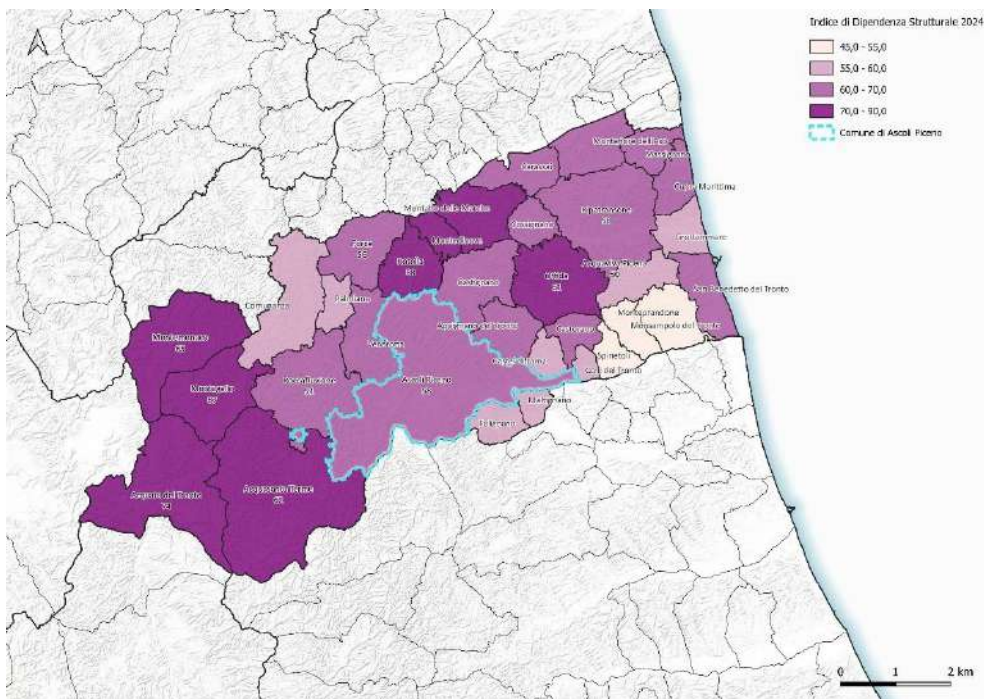 Indice di Dipendenza Strutturale 2024
45,0 - 55,0
55,0 - 60,0
60,0 - 70,0
70,0 - 90,0
Comune di Ascoli Piceno
Montefiore dell'Aso
Massignano
Carassai
Cupra Marittima
Montalto delle Marche
Ripatransone
Cossignano
Grottammare
Montedinove
Force
Rotella
Offida
Acquaviva Picena
Castignano
San Benedetto del Tronto
Comunanza
Palmiano
Monteprandone
Appignano del Tronto
Castorano
Monsampolo del Tronto
Montemonaco
Venarotta
Spinetoli
Colli del Tronto
Montegallo
Roccafluvione
Ascoli Piceno
Maltignano
Folignano
Arquata del Tronto
Acquasanta Terme
0 1 2 km